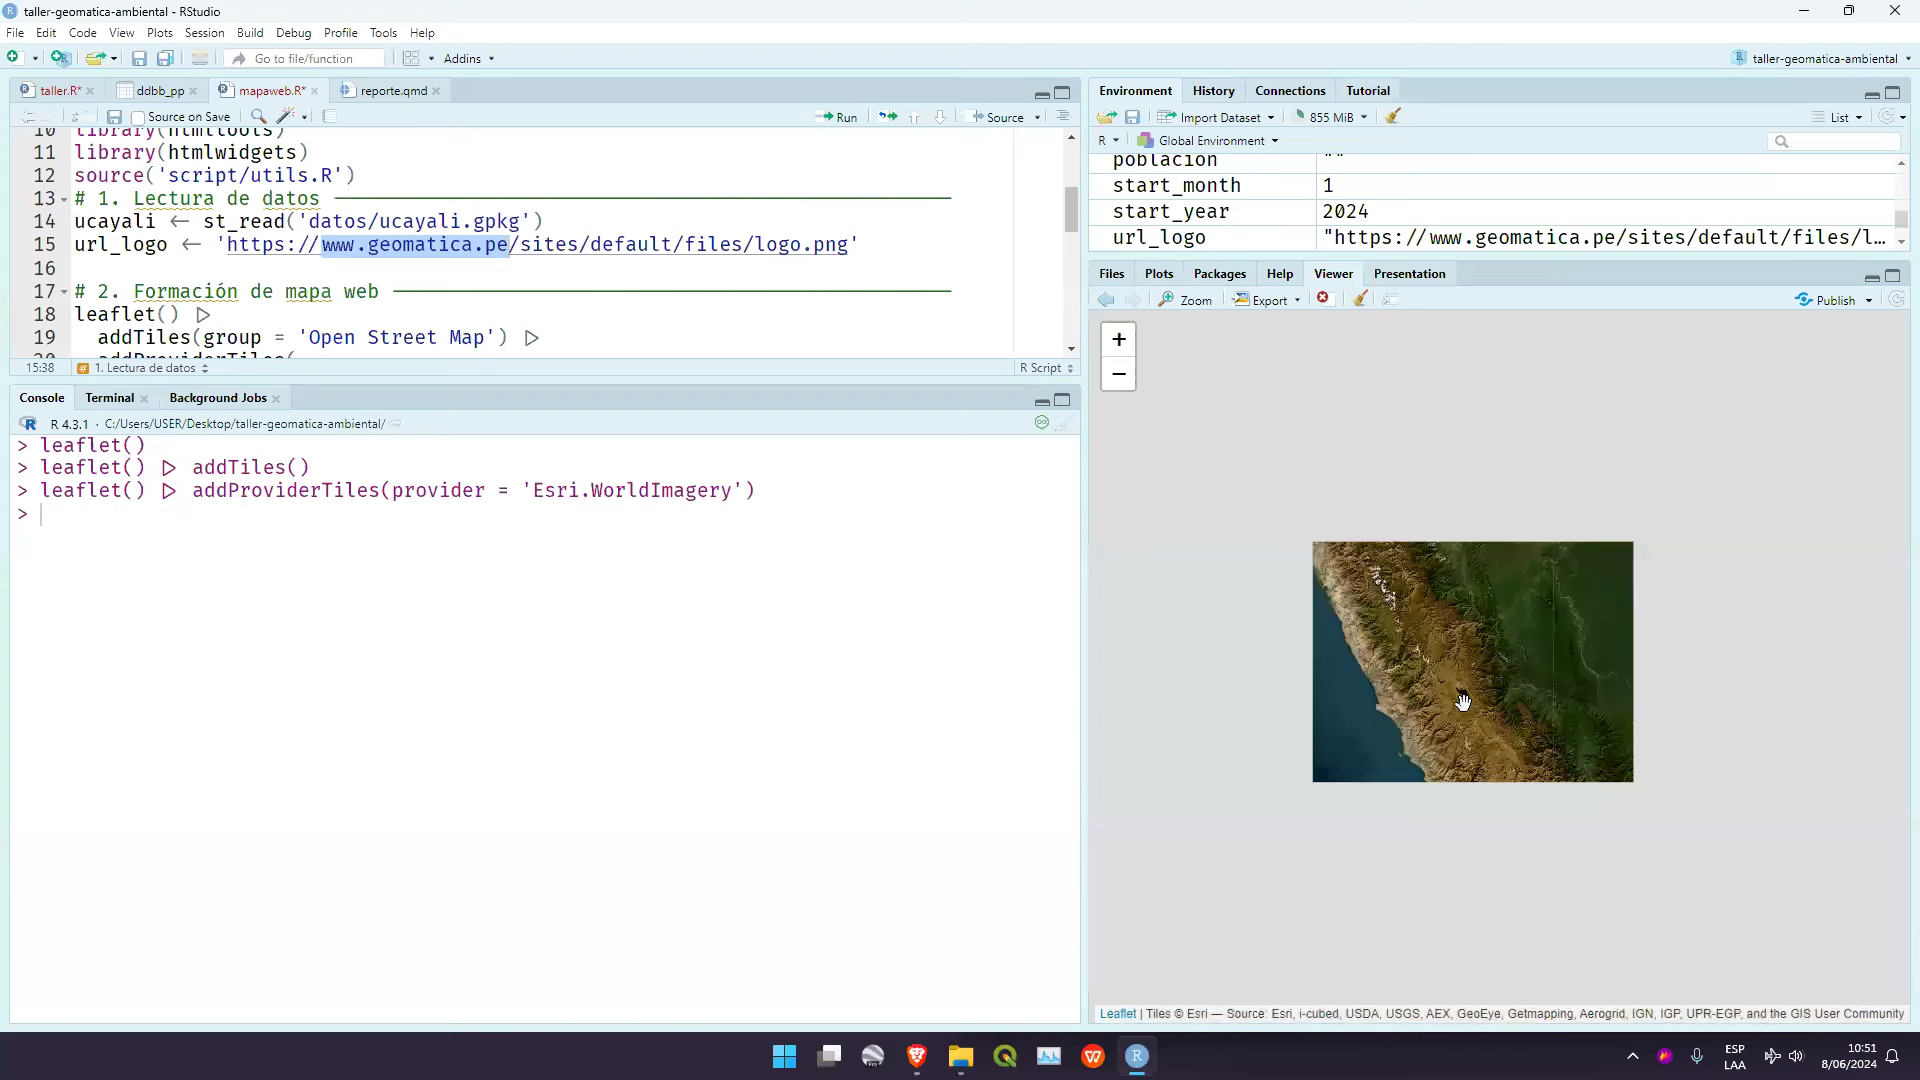 taller-geomatica-ambiental - RStudio
File Edit Code View Plots Session Build Debug Profile Tools Help
Go to file/function Addins taller-geomatica-ambiental
taller.R* ddbb_pp mapaweb.R* reporte.qmd
Source on Save Run Source
10 library(htmltools)
11 library(htmlwidgets)
12 source('script/utils.R')
13 # 1. Lectura de datos
14 ucayali <- st_read('datos/ucayali.gpkg')
15 url_logo <- 'https://www.geomatica.pe/sites/default/files/logo.png'
16
17 # 2. Formación de mapa web
18 leaflet() |>
19 addTiles(group = 'Open Street Map') |>
20 addProviderTiles(
15:38 1. Lectura de datos R Script
Console Terminal Background Jobs
R 4.3.1 · C:/Users/USER/Desktop/taller-geomatica-ambiental/
> leaflet()
> leaflet() |> addTiles()
> leaflet() |> addProviderTiles(provider = 'Esri.WorldImagery')
>
Environment History Connections Tutorial
Import Dataset 855 MiB List
R Global Environment
poblacion ""
start_month 1
start_year 2024
url_logo "https://www.geomatica.pe/sites/default/files/l...
Files Plots Packages Help Viewer Presentation
Zoom Export Publish
+
−
Leaflet | Tiles © Esri — Source: Esri, i-cubed, USDA, USGS, AEX, GeoEye, Getmapping, Aerogrid, IGN, IGP, UPR-EGP, and the GIS User Community
ESP
LAA
10:51
8/06/2024